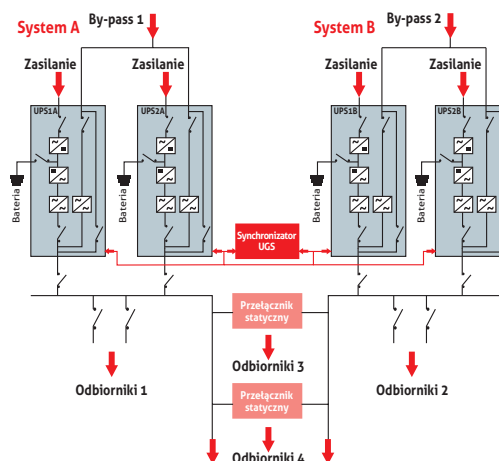 By-pass 1
By-pass 2
System A
System B
Zasilanie
Zasilanie
Zasilanie
Zasilanie
UPS1A
UPS2A
UPS1B
UPS2B
Bateria
Bateria
Bateria
Bateria
Synchronizator
UGS
Przełącznik
statyczny
Odbiorniki 3
Odbiorniki 1
Odbiorniki 2
Przełącznik
statyczny
Odbiorniki 4